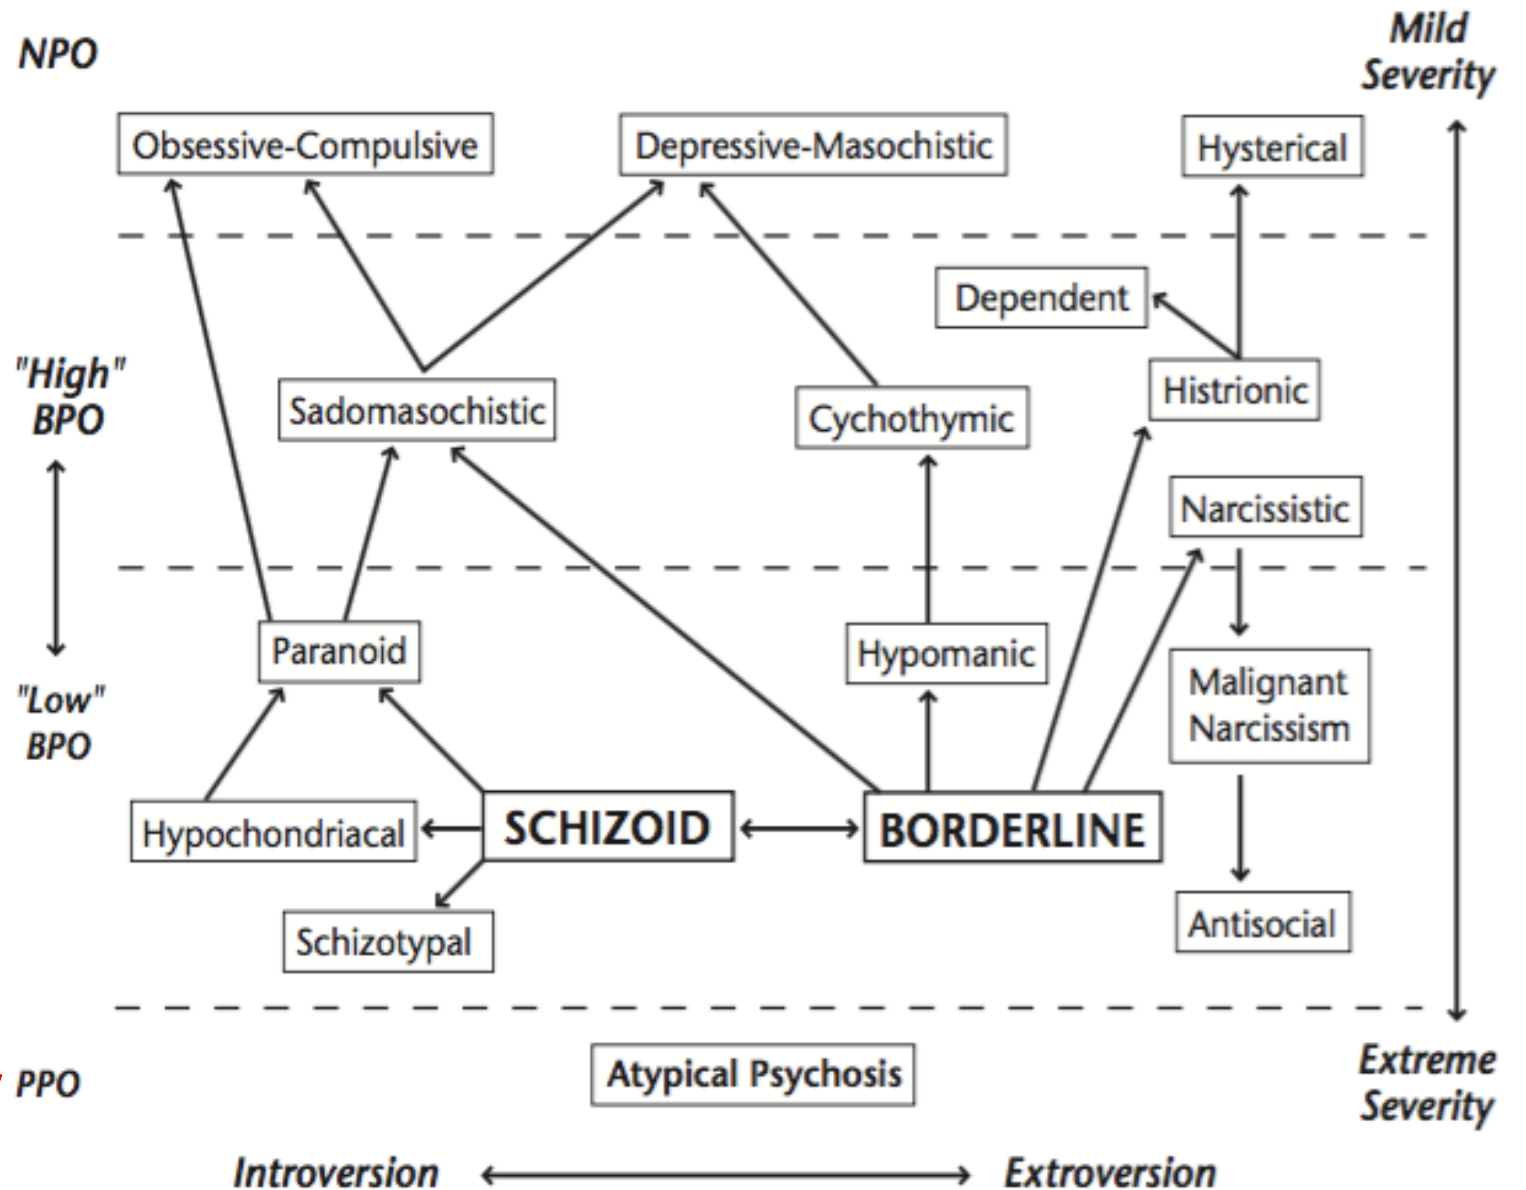 NPO
Mild
Severity
Obsessive-Compulsive
Depressive-Masochistic
Hysterical
Dependent
"High"
BPO
Sadomasochistic
Cychothymic
Histrionic
Narcissistic
Paranoid
Hypomanic
Malignant
Narcissism
"Low"
BPO
Hypochondriacal
SCHIZOID
BORDERLINE
Schizotypal
Antisocial
PPO
Atypical Psychosis
Extreme
Severity
Introversion
Extroversion